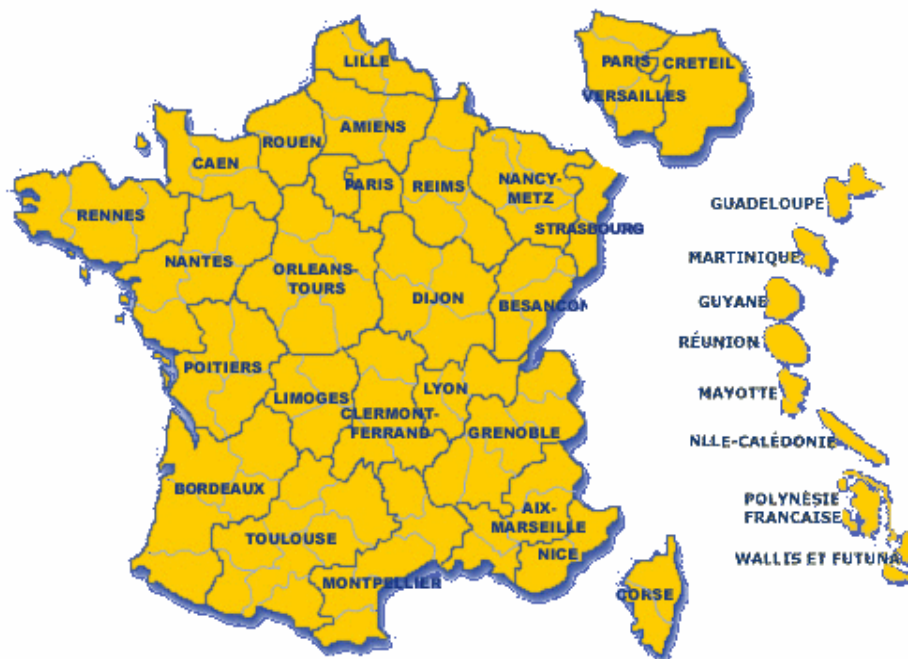 LILLE
PARIS
CRETEIL
VERSAILLES
AMIENS
ROUEN
CAEN
PARIS
REIMS
NANCY-
METZ
STRASBOURG
RENNES
NANTES
ORLEANS-
TOURS
DIJON
BESANCON
POITIERS
LIMOGES
CLERMONT-
FERRAND
LYON
GRENOBLE
BORDEAUX
TOULOUSE
MONTPELLIER
AIX-
MARSEILLE
NICE
CORSE
GUADELOUPE
MARTINIQUE
GUYANE
RÉUNION
MAYOTTE
NLLE-CALÉDONIE
POLYNÉSIE
FRANCAISE
WALLIS ET FUTUNA